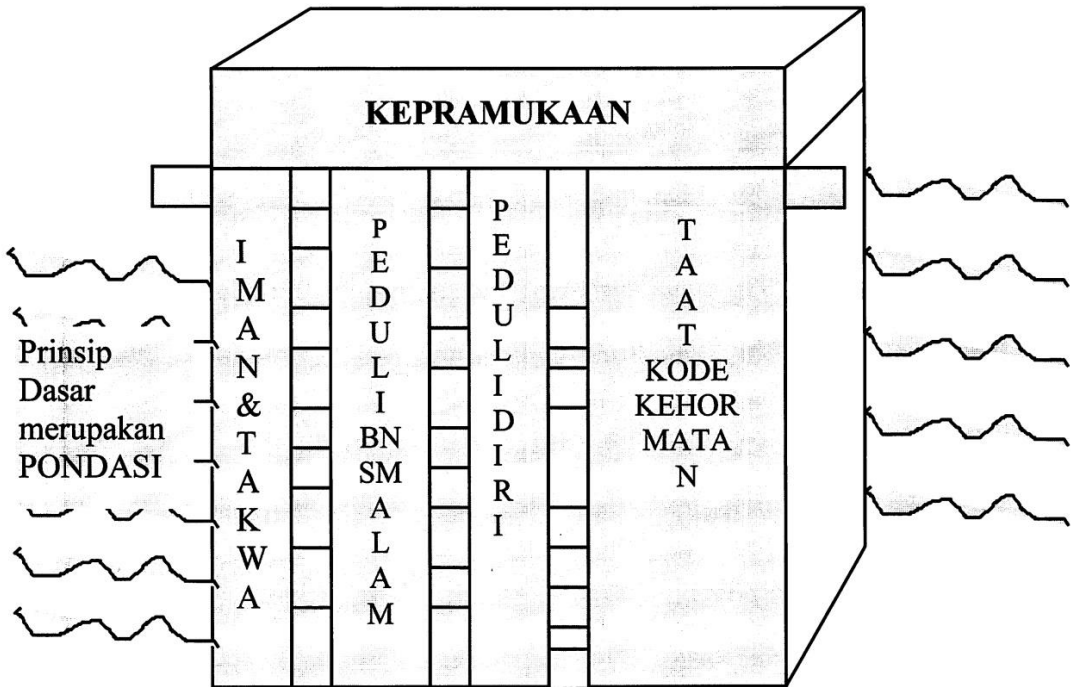 KEPRAMUKAAN
Prinsip
Dasar
merupakan
PONDASI
I
M
A
N
&
T
A
K
W
A
P
E
D
U
L
I
BN
SM
A
L
A
M
P
E
D
U
L
I
D
I
R
I
T
A
A
T
KODE
KEHOR
MATA
N